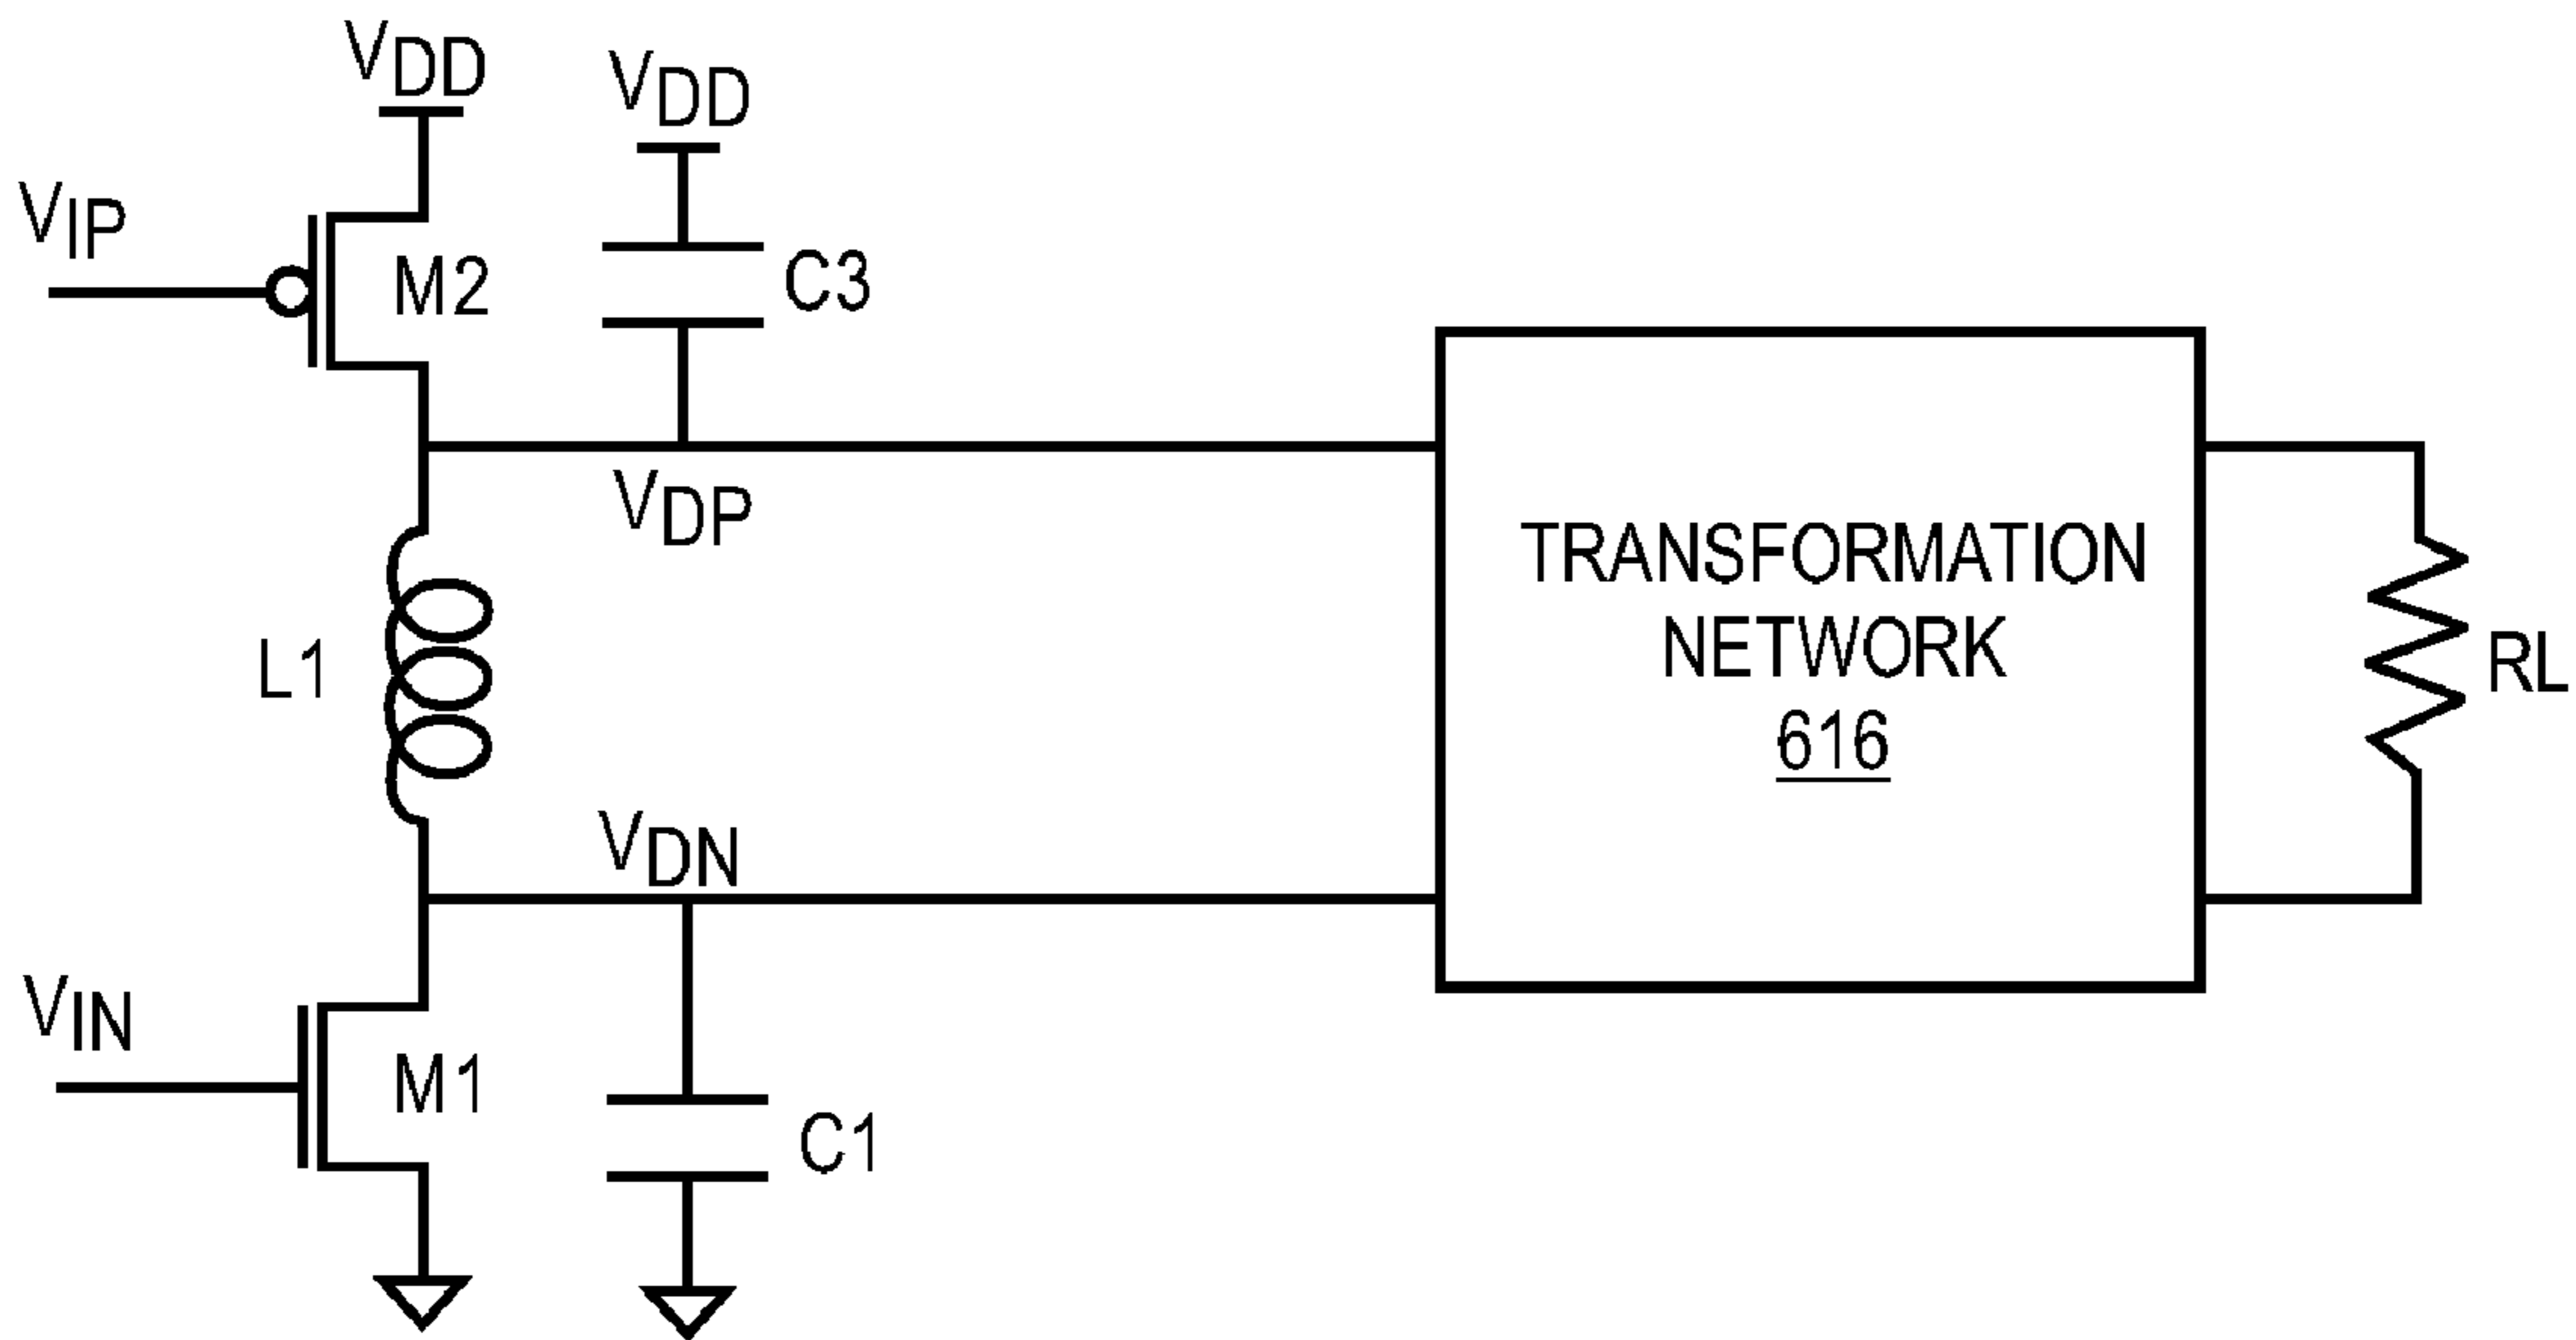 VDD
VDD
VIP
M2
C3
VDP
TRANSFORMATION
NETWORK
616
L1
RL
VDN
VIN
M1
C1